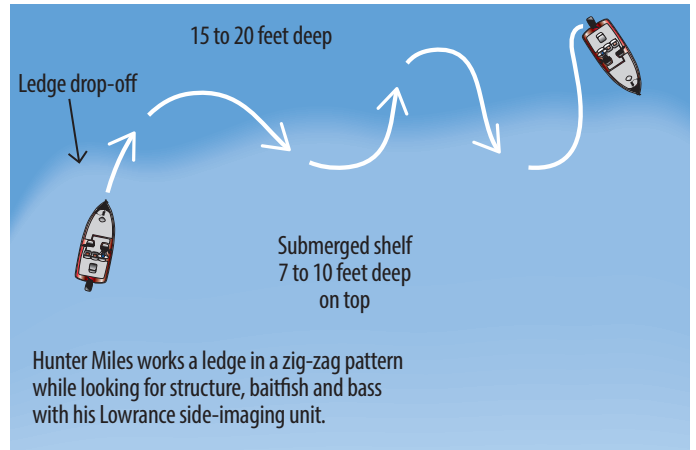 15 to 20 feet deep
Ledge drop-off
Submerged shelf
7 to 10 feet deep
on top
Hunter Miles works a ledge in a zig-zag pattern
while looking for structure, baitfish and bass
with his Lowrance side-imaging unit.